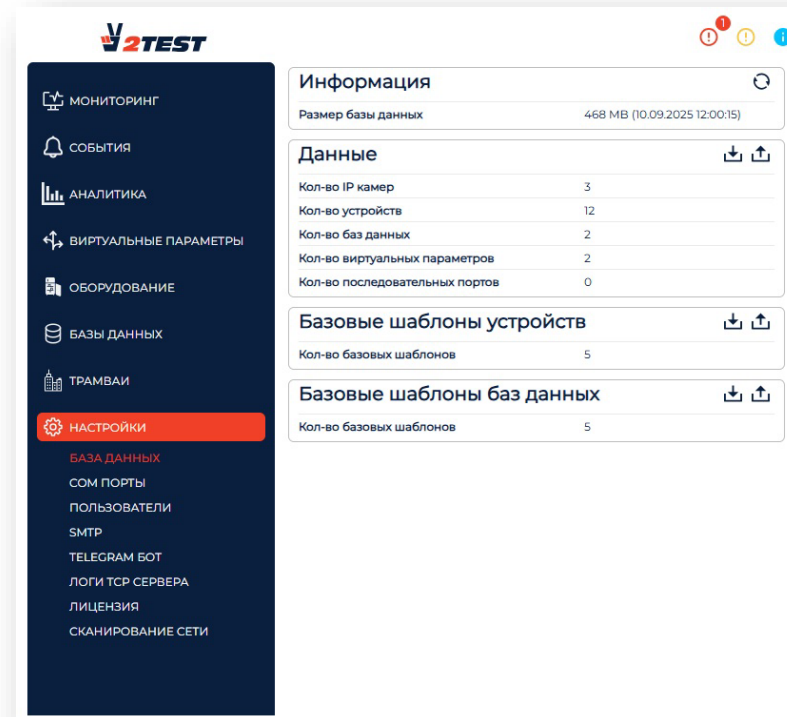 V2TEST
1
МОНИТОРИНГ
СОБЫТИЯ
АНАЛИТИКА
ВИРТУАЛЬНЫЕ ПАРАМЕТРЫ
ОБОРУДОВАНИЕ
БАЗЫ ДАННЫХ
ТРАМВАИ
НАСТРОЙКИ
БАЗА ДАННЫХ
COM ПОРТЫ
ПОЛЬЗОВАТЕЛИ
SMTP
TELEGRAM БОТ
ЛОГИ TCP СЕРВЕРА
ЛИЦЕНЗИЯ
СКАНИРОВАНИЕ СЕТИ
Информация
Размер базы данных 468 MB (10.09.2025 12:00:15)
Данные
Кол-во IP камер 3
Кол-во устройств 12
Кол-во баз данных 2
Кол-во виртуальных параметров 2
Кол-во последовательных портов 0
Базовые шаблоны устройств
Кол-во базовых шаблонов 5
Базовые шаблоны баз данных
Кол-во базовых шаблонов 5